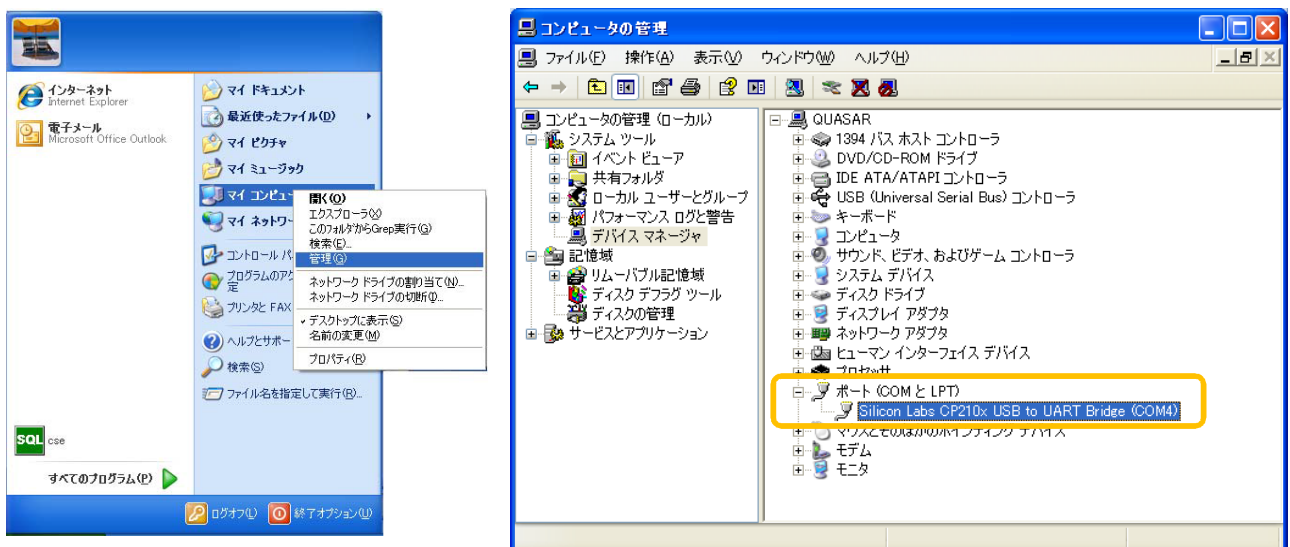 インターネット
Internet Explorer
電子メール
Microsoft Office Outlook
SQL cse
すべてのプログラム(P)
マイ ドキュメント
最近使ったファイル(D)
マイ ピクチャ
マイ ミュージック
マイ コンピュー
マイ ネットワー
コントロール パ
プログラムのアク
定
プリンタと FAX
ヘルプとサポー
検索(S)
ファイル名を指定して実行(R)...
開く(O)
エクスプローラ(X)
このフォルダからGrep実行(G)
検索(E)...
管理(G)
ネットワーク ドライブの割り当て(N)...
ネットワーク ドライブの切断(I)...
デスクトップに表示(S)
名前の変更(M)
プロパティ(R)
ログオフ(L)
終了オプション(U)
コンピュータの管理
ファイル(F) 操作(A) 表示(V) ウィンドウ(W) ヘルプ(H)
コンピュータの管理 (ローカル)
システム ツール
イベント ビューア
共有フォルダ
ローカル ユーザーとグループ
パフォーマンス ログと警告
デバイス マネージャ
記憶域
リムーバブル記憶域
ディスク デフラグ ツール
ディスクの管理
サービスとアプリケーション
QUASAR
1394 バス ホスト コントローラ
DVD/CD-ROM ドライブ
IDE ATA/ATAPI コントローラ
USB (Universal Serial Bus) コントローラ
キーボード
コンピュータ
サウンド、ビデオ、およびゲーム コントローラ
システム デバイス
ディスク ドライブ
ディスプレイ アダプタ
ネットワーク アダプタ
ヒューマン インターフェイス デバイス
プロセッサ
ポート (COM と LPT)
Silicon Labs CP210x USB to UART Bridge (COM4)
マウスとそのほかのポインティング デバイス
モデム
モニタ